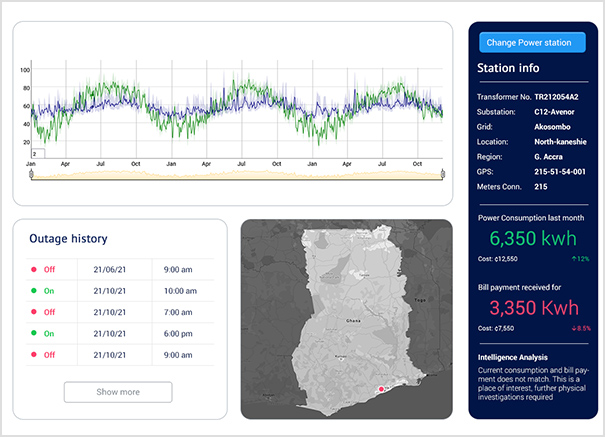 100
80
60
40
20
2
Jan Apr Jul Oct Jan Apr Jul Oct Jan Apr Jul Oct
Outage history
Off 21/06/21 9:00 am
On 21/10/21 10:00 am
Off 21/10/21 7:00 am
On 21/10/21 6:00 pm
Off 21/10/21 9:00 am
Show more
Ghana
Togo
Change Power station
Station info
Transformer No. TR212054A2
Substation: C12-Avenor
Grid: Akosombo
Location: North-kaneshie
Region: G. Accra
GPS: 215-51-54-001
Meters Conn. 215
Power Consumption last month
6,350 kwh
Cost: ¢12,550 ↑12%
Bill payment received for
3,350 Kwh
Cost: ¢7,550 ↓8.5%
Intelligence Analysis
Current consumption and bill pay-
ment does not match. This is a
place of interest, further physical
investigations required